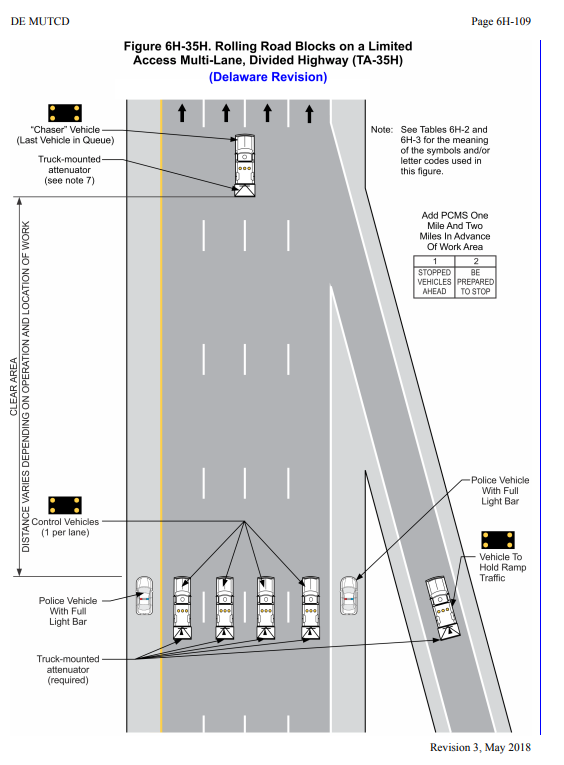 DE MUTCD
Page 6H-109
Figure 6H-35H. Rolling Road Blocks on a Limited
Access Multi-Lane, Divided Highway (TA-35H)
(Delaware Revision)
“Chaser” Vehicle
(Last Vehicle in Queue)
Truck-mounted
attenuator
(see note 7)
Note: See Tables 6H-2 and
6H-3 for the meaning
of the symbols and/or
letter codes used in
this figure.
Add PCMS One
Mile And Two
Miles In Advance
Of Work Area
1 2
STOPPED BE
VEHICLES PREPARED
AHEAD TO STOP
CLEAR AREA
DISTANCE VARIES DEPENDING ON OPERATION AND LOCATION OF WORK
Control Vehicles
(1 per lane)
Police Vehicle
With Full
Light Bar
Vehicle To
Hold Ramp
Traffic
Police Vehicle
With Full
Light Bar
Truck-mounted
attenuator
(required)
Revision 3, May 2018